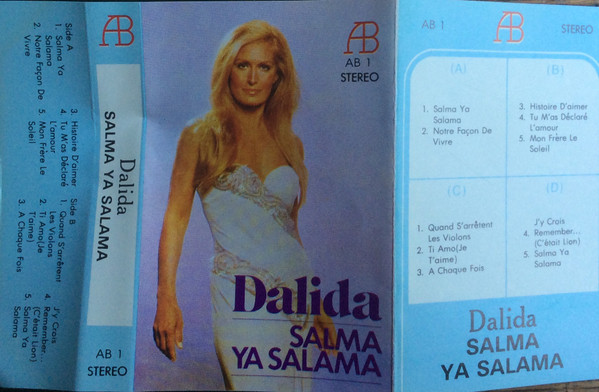 AB
Side A
1. Salma Ya
Salama
2. Notre Façon De
Vivre
3. Histoire D'aimer
4. Tu M'as Déclaré
L'amour
5. Mon Frère Le
Soleil
Side B
1. Quand S'arrêtent
Les Violons
2. Ti Amo(Je
T'aime)
3. A Chaque Fois
J'y Crois
4. Remember...
(C'était Lien)
5. Salma Ya
Salama
Dalida
SALMA YA SALAMA
AB 1
STEREO
AB
AB 1
STEREO
Dalida
SALMA
YA SALAMA
AB 1
AB
STEREO
(A)
1. Salma Ya
Salama
2. Notre Façon De
Vivre
(B)
3. Histoire D'aimer
4. Tu M'as Déclaré
L'amour
5. Mon Frère Le
Soleil
(C)
1. Quand S'arrêtent
Les Violons
2. Ti Amo(Je
T'aime)
3. A Chaque Fois
(D)
J'y Crois
4. Remember...
(C'était Lien)
5. Salma Ya
Salama
Dalida
SALMA
YA SALAMA